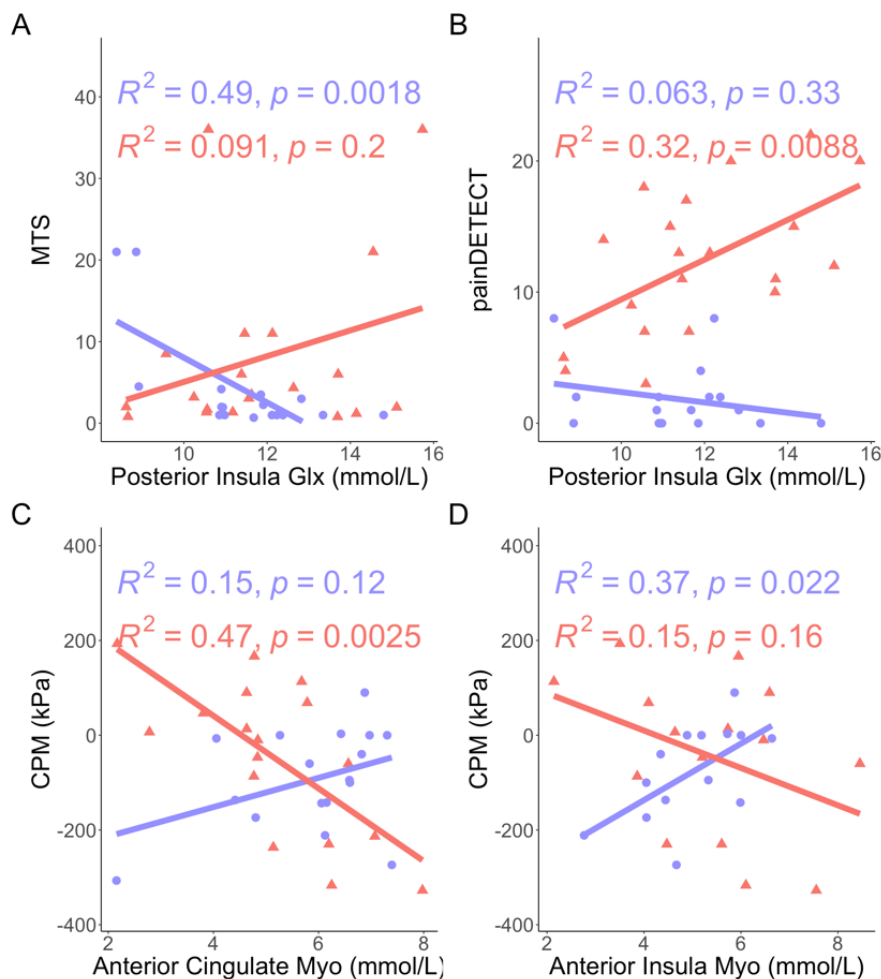 A
R² = 0.49, p = 0.0018
R² = 0.091, p = 0.2
MTS
40
30
20
10
0
10
12
14
16
Posterior Insula Glx (mmol/L)
B
R² = 0.063, p = 0.33
R² = 0.32, p = 0.0088
painDETECT
20
10
0
10
12
14
16
Posterior Insula Glx (mmol/L)
C
R² = 0.15, p = 0.12
R² = 0.47, p = 0.0025
CPM (kPa)
400
200
0
-200
-400
2
4
6
8
Anterior Cingulate Myo (mmol/L)
D
R² = 0.37, p = 0.022
R² = 0.15, p = 0.16
CPM (kPa)
400
200
0
-200
-400
2
4
6
8
Anterior Insula Myo (mmol/L)